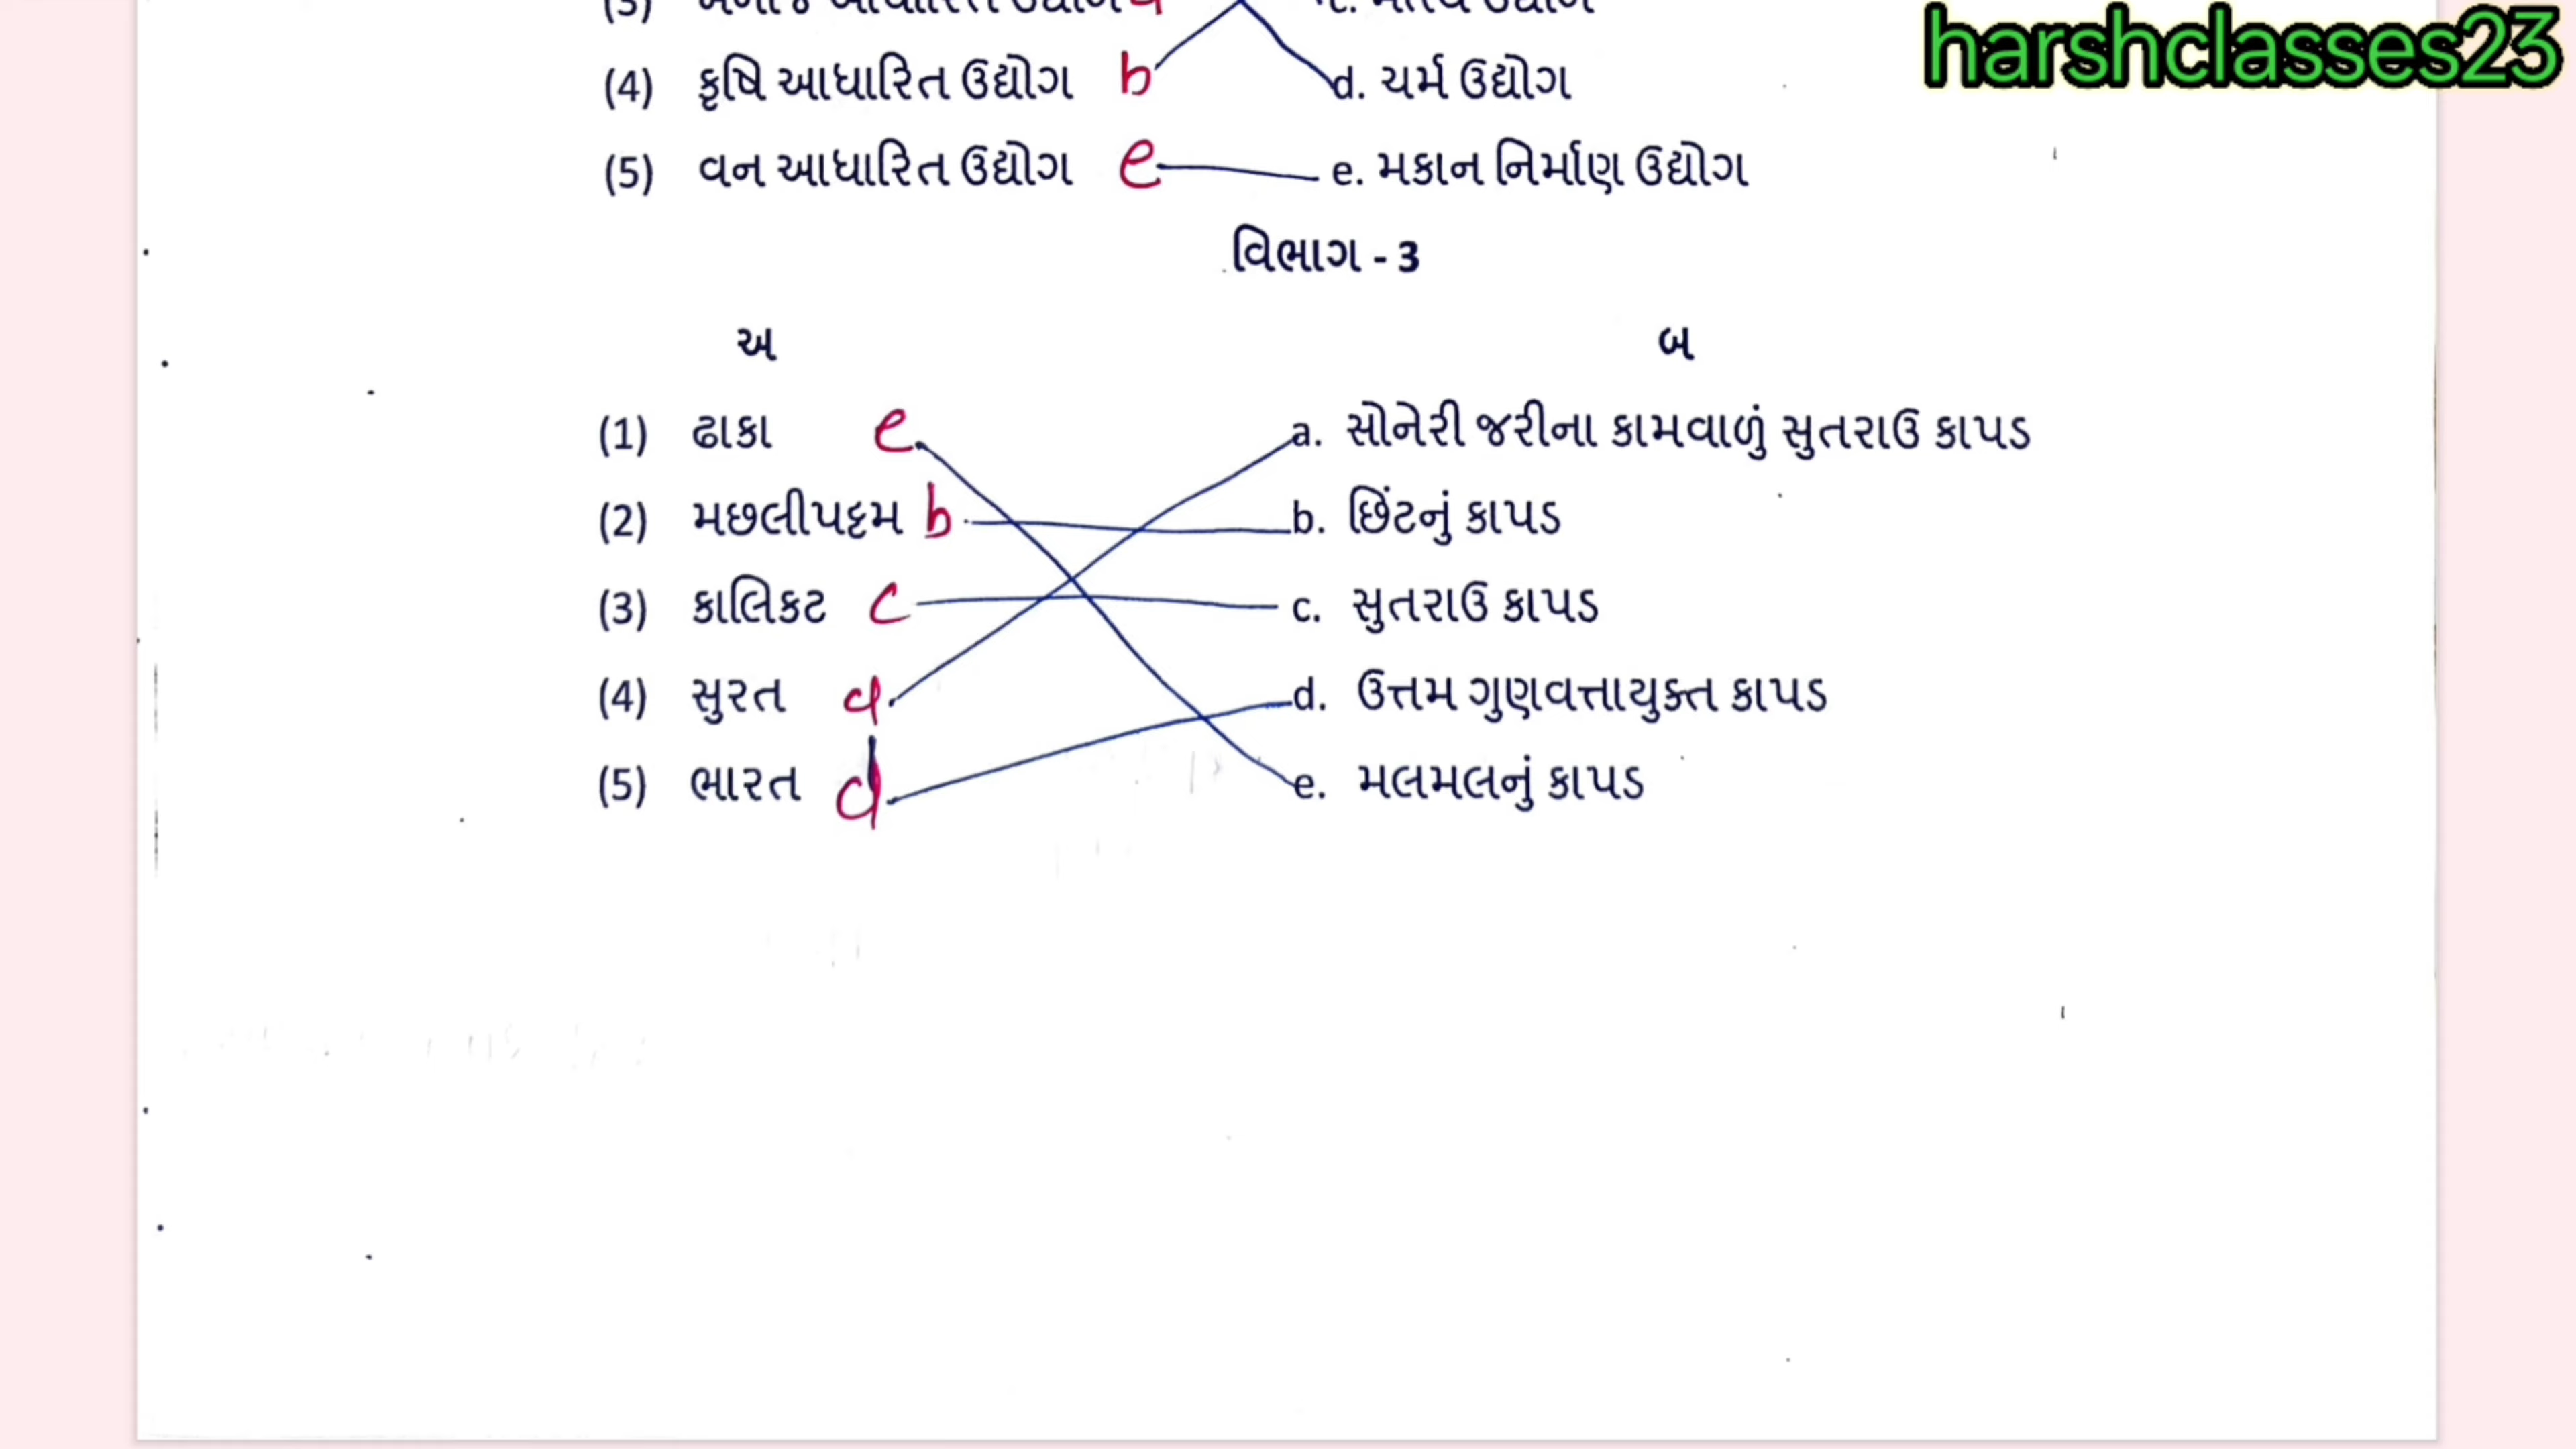 harshclasses23
(4) કૃષિ આધારિત ઉદ્યોગ b d. ચર્મ ઉદ્યોગ
(5) વન આધારિત ઉદ્યોગ e e. મકાન નિર્માણ ઉદ્યોગ
વિભાગ - 3
અ બ
(1) ઢાકા e a. સોનેરી જરીના કામવાળું સુતરાઉ કાપડ
(2) મછલીપટ્ટમ b b. છિંટનું કાપડ
(3) કાલિકટ c c. સુતરાઉ કાપડ
(4) સુરત a d. ઉત્તમ ગુણવત્તાયુક્ત કાપડ
(5) ભારત d e. મલમલનું કાપડ